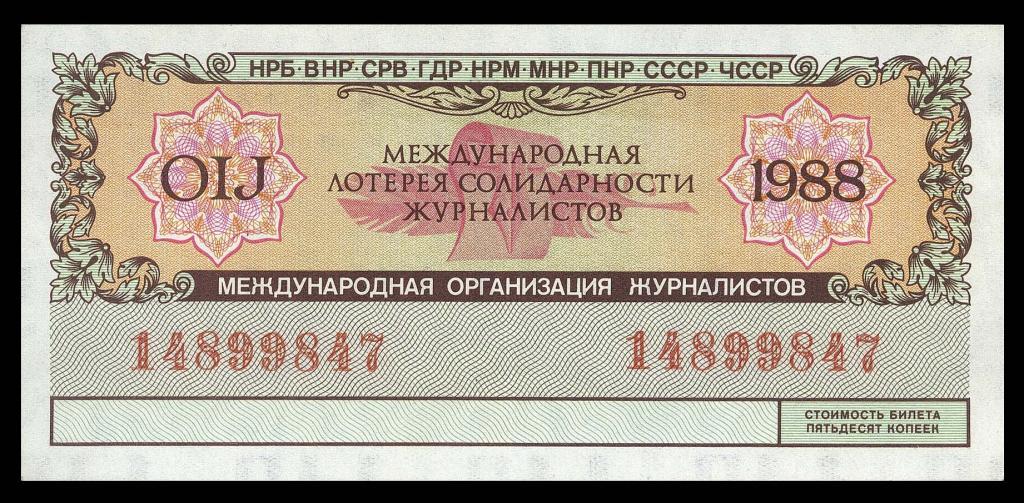 НРБ·ВНР·СРВ·ГДР·НРМ·МНР·ПНР·СССР·ЧССР
OIJ
МЕЖДУНАРОДНАЯ
ЛОТЕРЕЯ СОЛИДАРНОСТИ
ЖУРНАЛИСТОВ
1988
МЕЖДУНАРОДНАЯ ОРГАНИЗАЦИЯ ЖУРНАЛИСТОВ
14899847 14899847
СТОИМОСТЬ БИЛЕТА
ПЯТЬДЕСЯТ КОПЕЕК